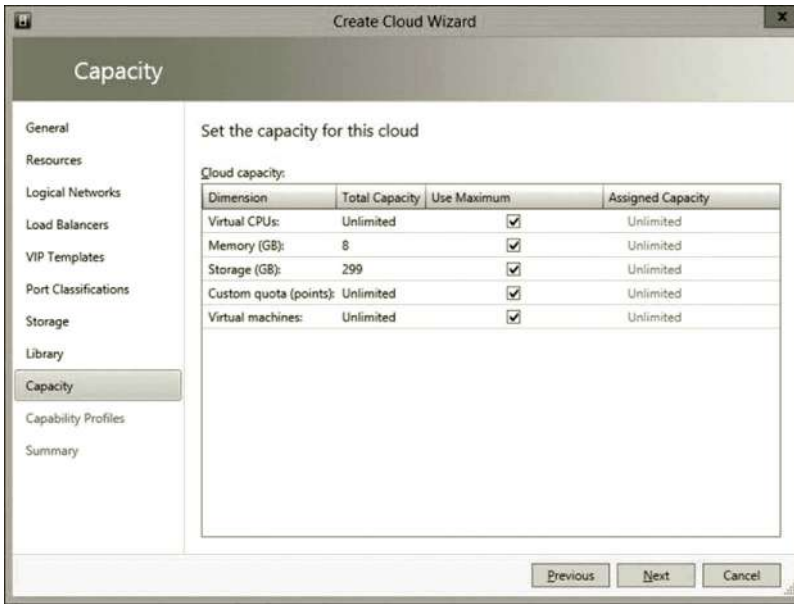 Create Cloud Wizard
x
Capacity
General
Resources
Logical Networks
Load Balancers
VIP Templates
Port Classifications
Storage
Library
Capacity
Capability Profiles
Summary
Set the capacity for this cloud
Cloud capacity:
Dimension Total Capacity Use Maximum Assigned Capacity
Virtual CPUs: Unlimited Unlimited
Memory (GB): 8 Unlimited
Storage (GB): 299 Unlimited
Custom quota (points): Unlimited Unlimited
Virtual machines: Unlimited Unlimited
Previous Next Cancel